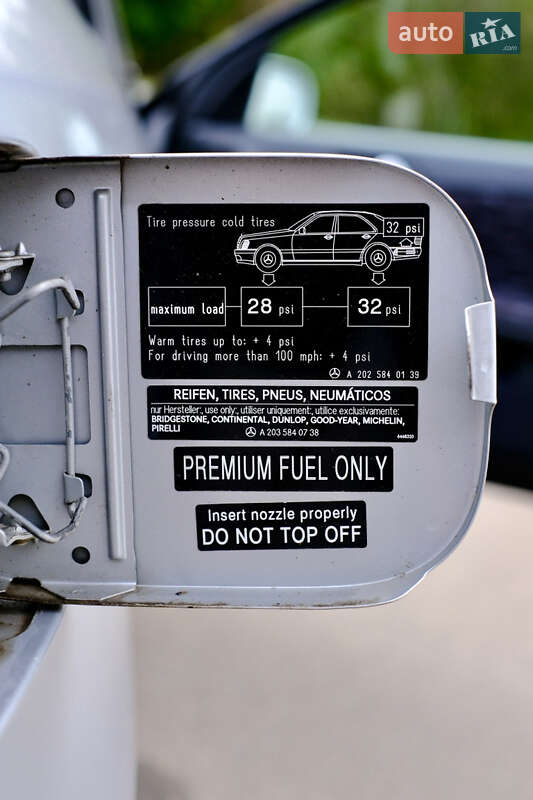 auto RIA
.com
Tire pressure cold tires
32 psi
maximum load 28 psi 32 psi
Warm tires up to: + 4 psi
For driving more than 100 mph: + 4 psi
A 202 584 01 39
REIFEN, TIRES, PNEUS, NEUMÁTICOS
nur Hersteller:, use only:, utiliser uniquement:, utilice exclusivamente:
BRIDGESTONE, CONTINENTAL, DUNLOP, GOOD-YEAR, MICHELIN,
PIRELLI
A 203 584 07 38
PREMIUM FUEL ONLY
Insert nozzle properly
DO NOT TOP OFF